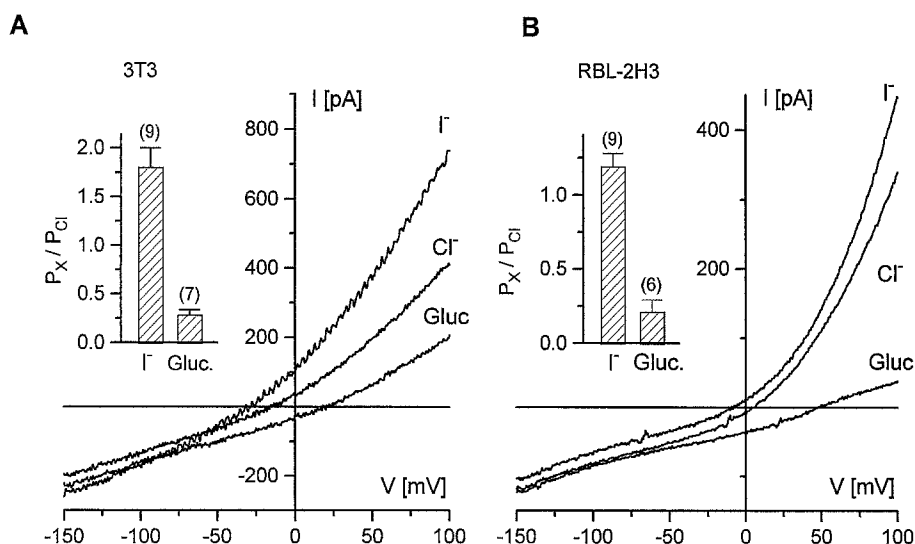 A
3T3
I [pA]
800
600
400
200
-200
I⁻
Cl⁻
Gluc
V [mV]
-150 -100 -50 0 50 100
P_X / P_Cl
2.0
1.5
1.0
0.5
0.0
(9)
(7)
I⁻ Gluc.
B
RBL-2H3
I [pA]
400
200
I⁻
Cl⁻
Gluc
V [mV]
-150 -100 -50 0 50 100
P_X / P_Cl
1.0
0.5
0.0
(9)
(6)
I⁻ Gluc.